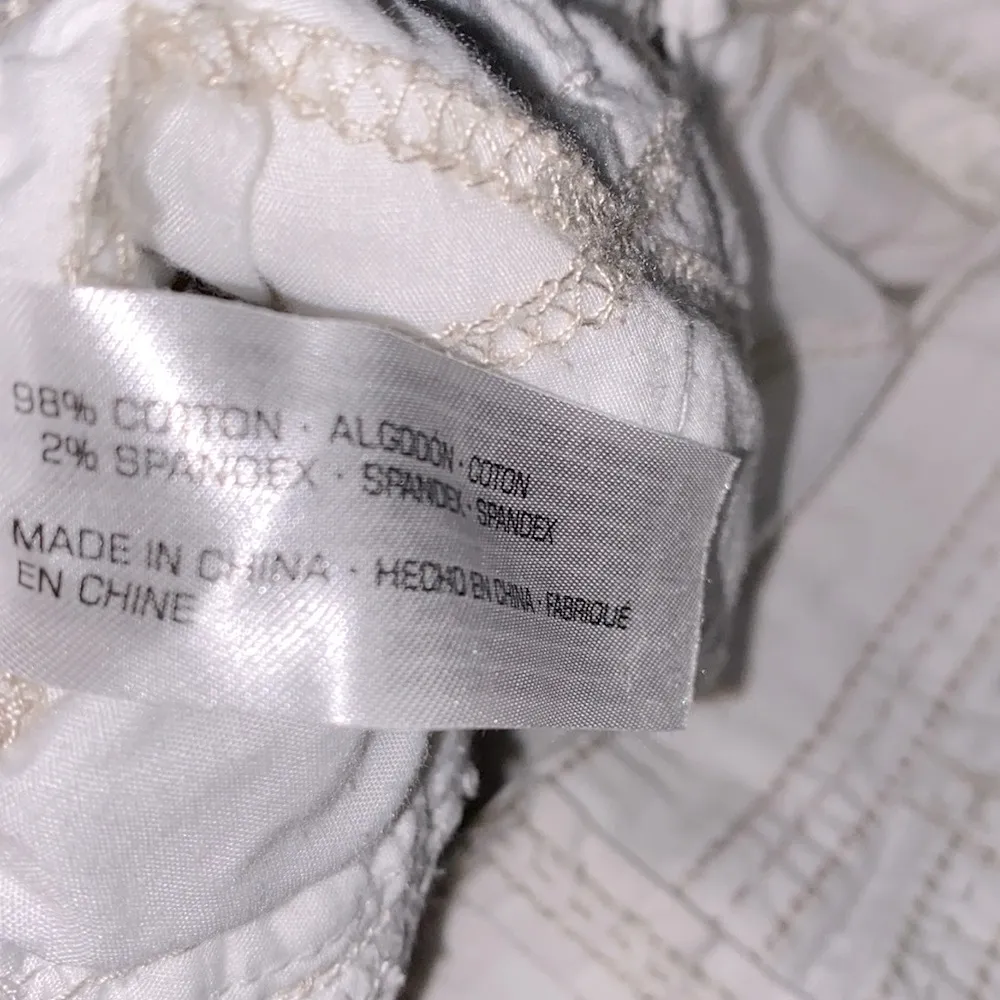 98% COTTON · ALGODÓN · COTON
2% SPANDEX · SPANDEX · SPANDEX
MADE IN CHINA · HECHO EN CHINA · FABRIQUÉ
EN CHINE